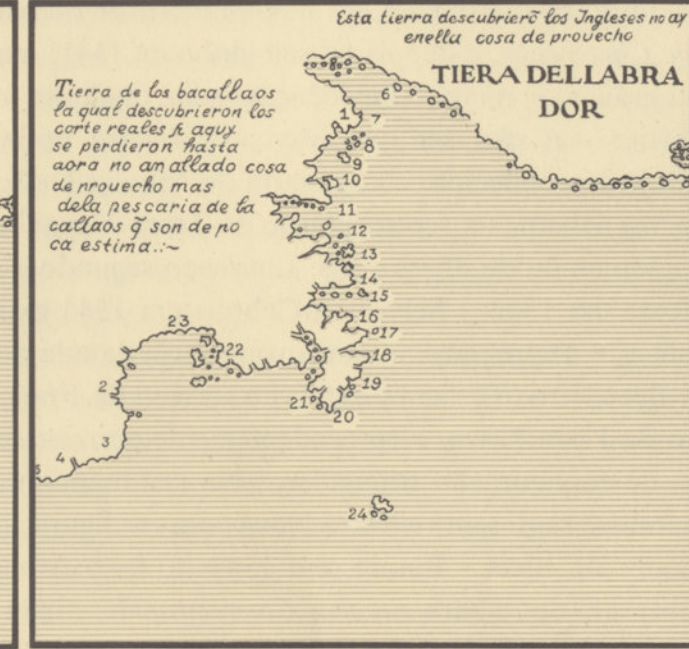 Esta tierra descubrierõ los Ingleses no ay
enella cosa de prouecho
TIERA DELLABRA
DOR
Tierra de los bacallaos
la qual descubrieron los
corte reales & aquy
se perdieron hasta
aora no an allado cosa
de prouecho mas
dela pescaria de ba
callaos q̃ son de po
ca estima.:~
1
7
6
8
9
10
11
12
13
14
15
16
17
18
19
20
21
22
23
2
3
4
5
24